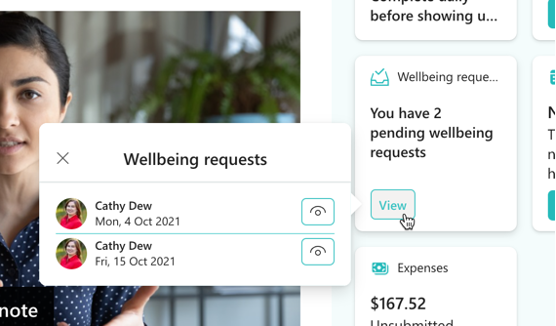 Complete daily
before showing u...
Wellbeing reque...
You have 2
pending wellbeing
requests
View
Wellbeing requests
Cathy Dew
Mon, 4 Oct 2021
Cathy Dew
Fri, 15 Oct 2021
Expenses
$167.52
Unsubmitted
note